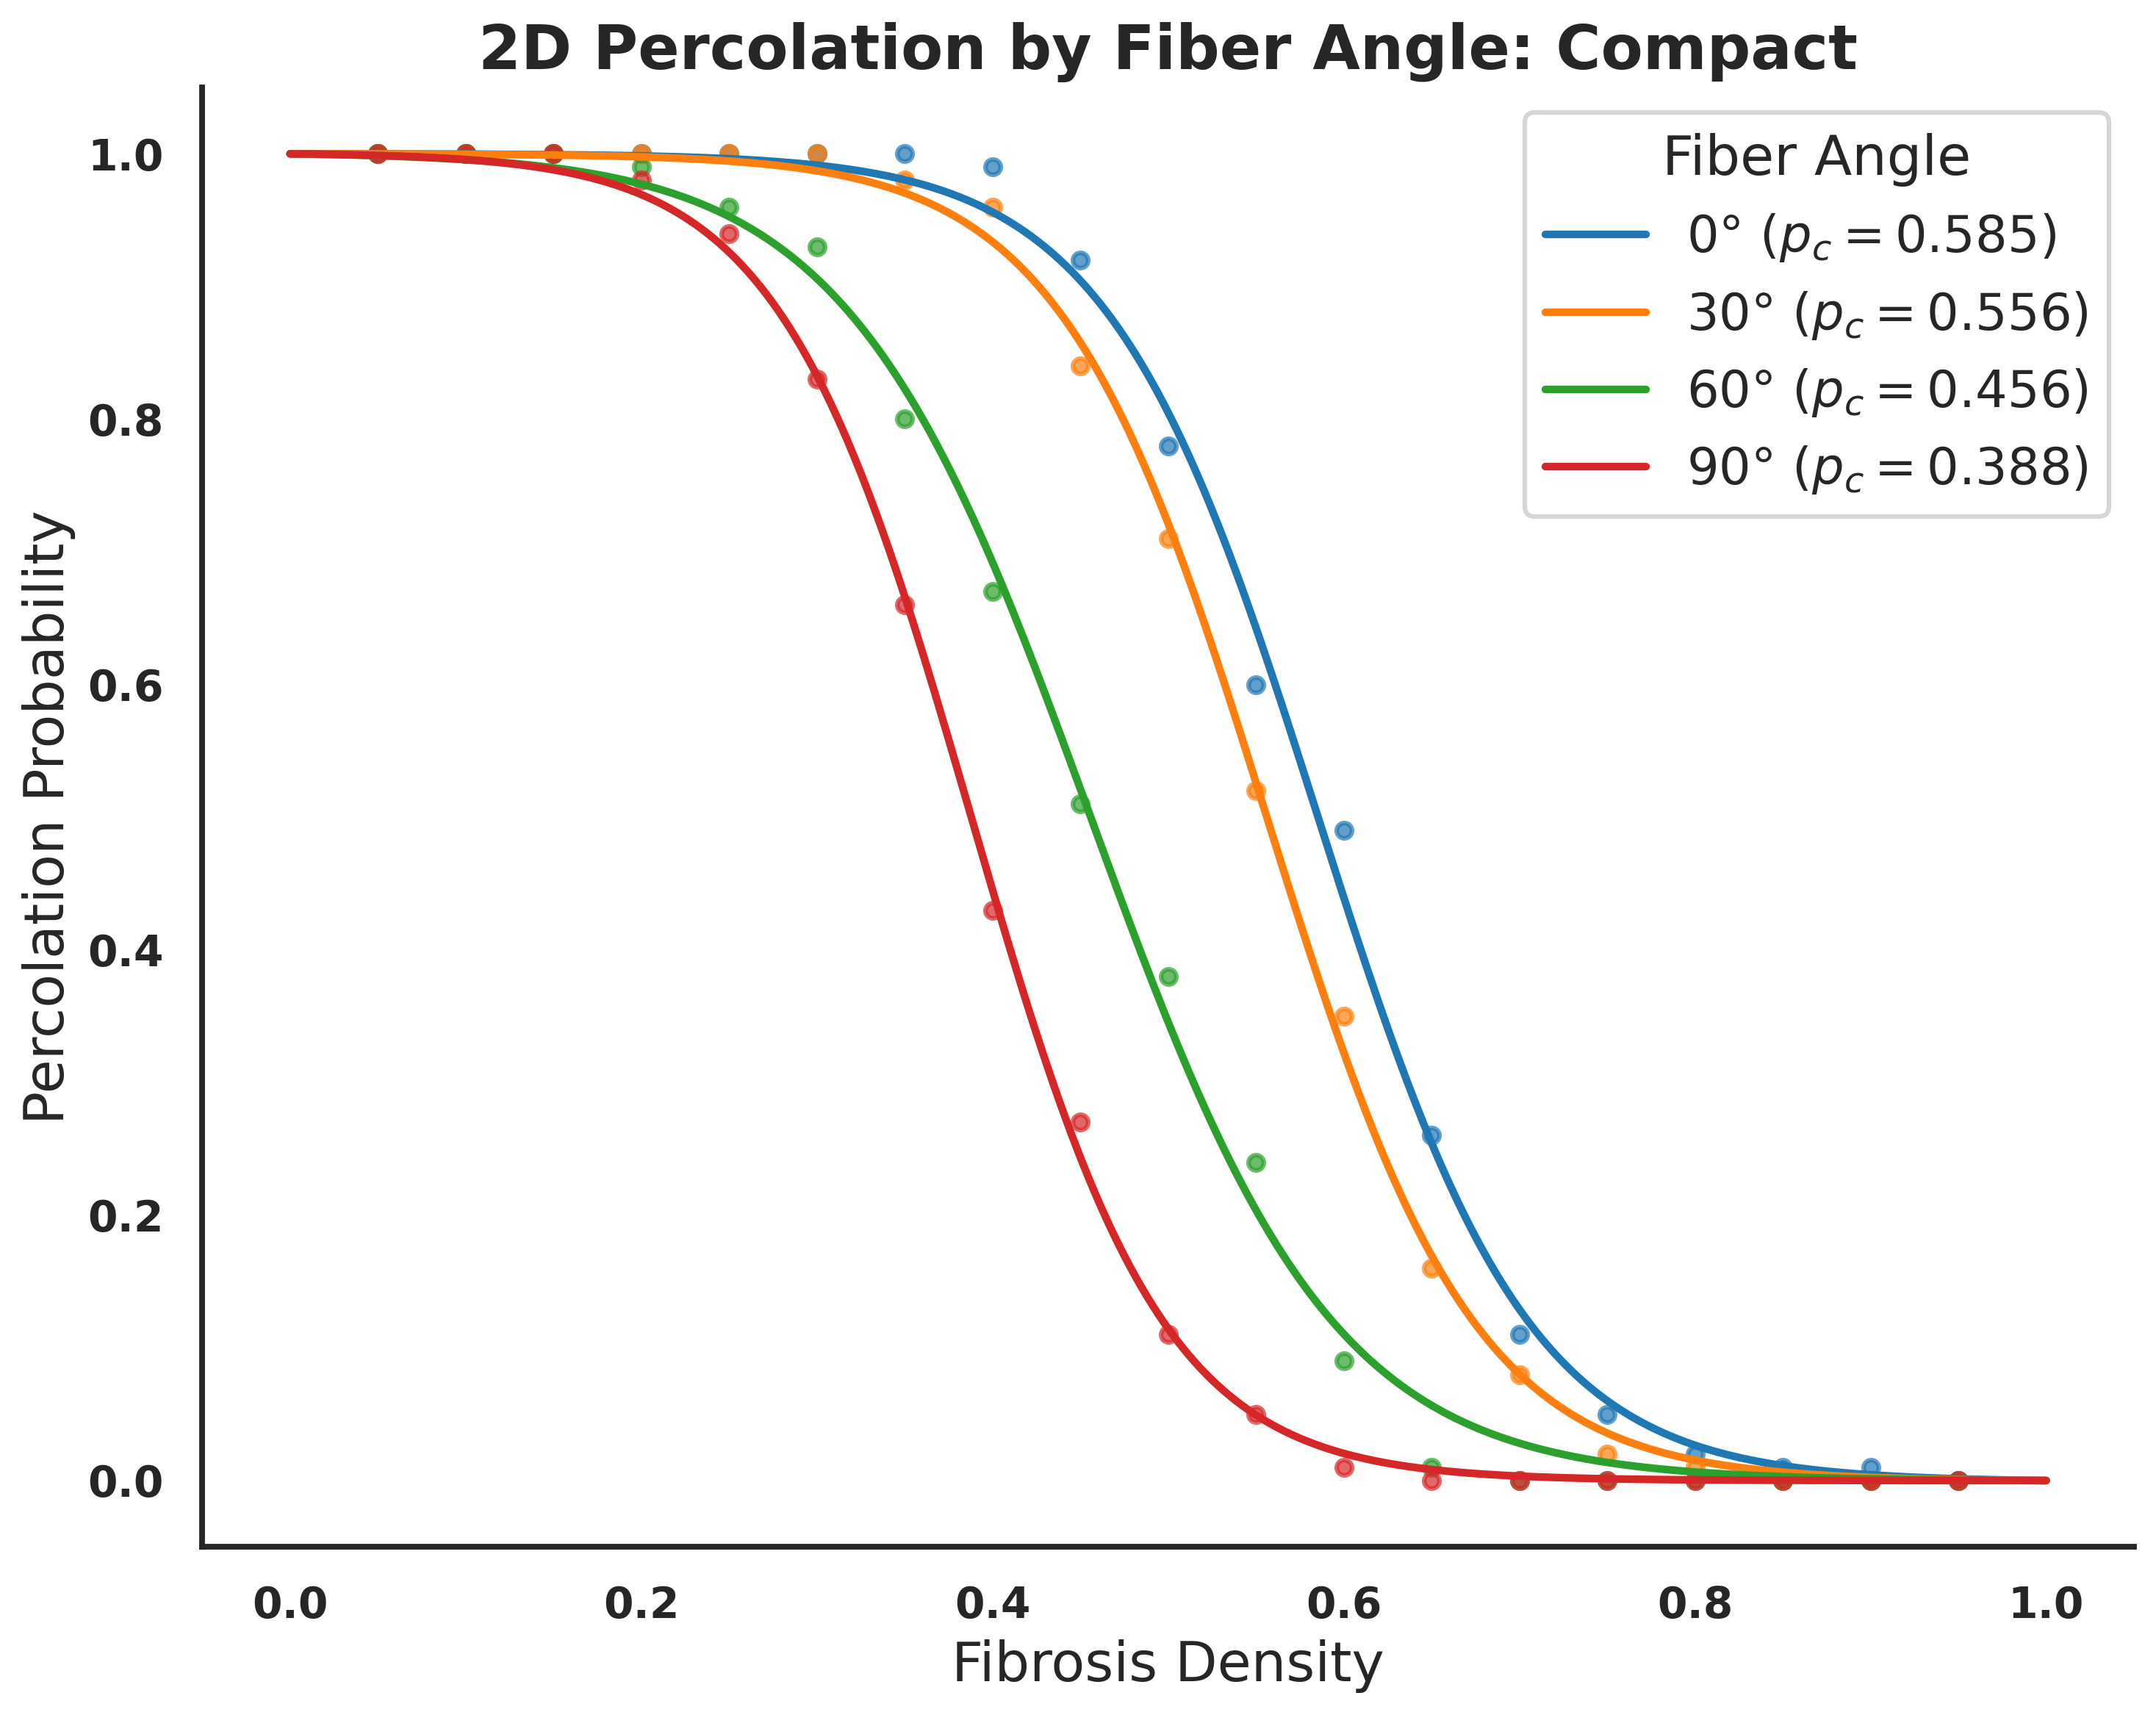 2D Percolation by Fiber Angle: Compact
Fiber Angle
0° (p_c = 0.585)
30° (p_c = 0.556)
60° (p_c = 0.456)
90° (p_c = 0.388)
Percolation Probability
1.0
0.8
0.6
0.4
0.2
0.0
0.0 0.2 0.4 0.6 0.8 1.0
Fibrosis Density